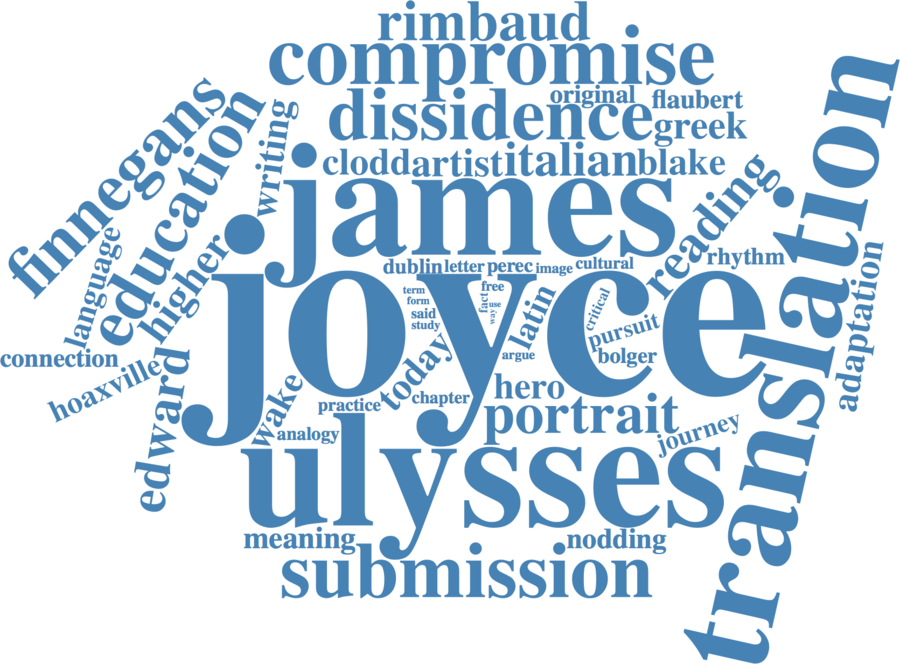 rimbaud
compromise
original
flaubert
dissidence
greek
finnegans
education
writing
clodd
artist
italian
blake
james
reading
translation
language
higher
dublin
letter
perec
image
cultural
rhythm
joyce
term
form
free
fact
use
way
said
study
latin
critical
pursuit
adaptation
connection
hoaxville
edward
today
argue
bolger
wake
practice
chapter
hero
portrait
analogy
journey
ulysses
meaning
nodding
submission